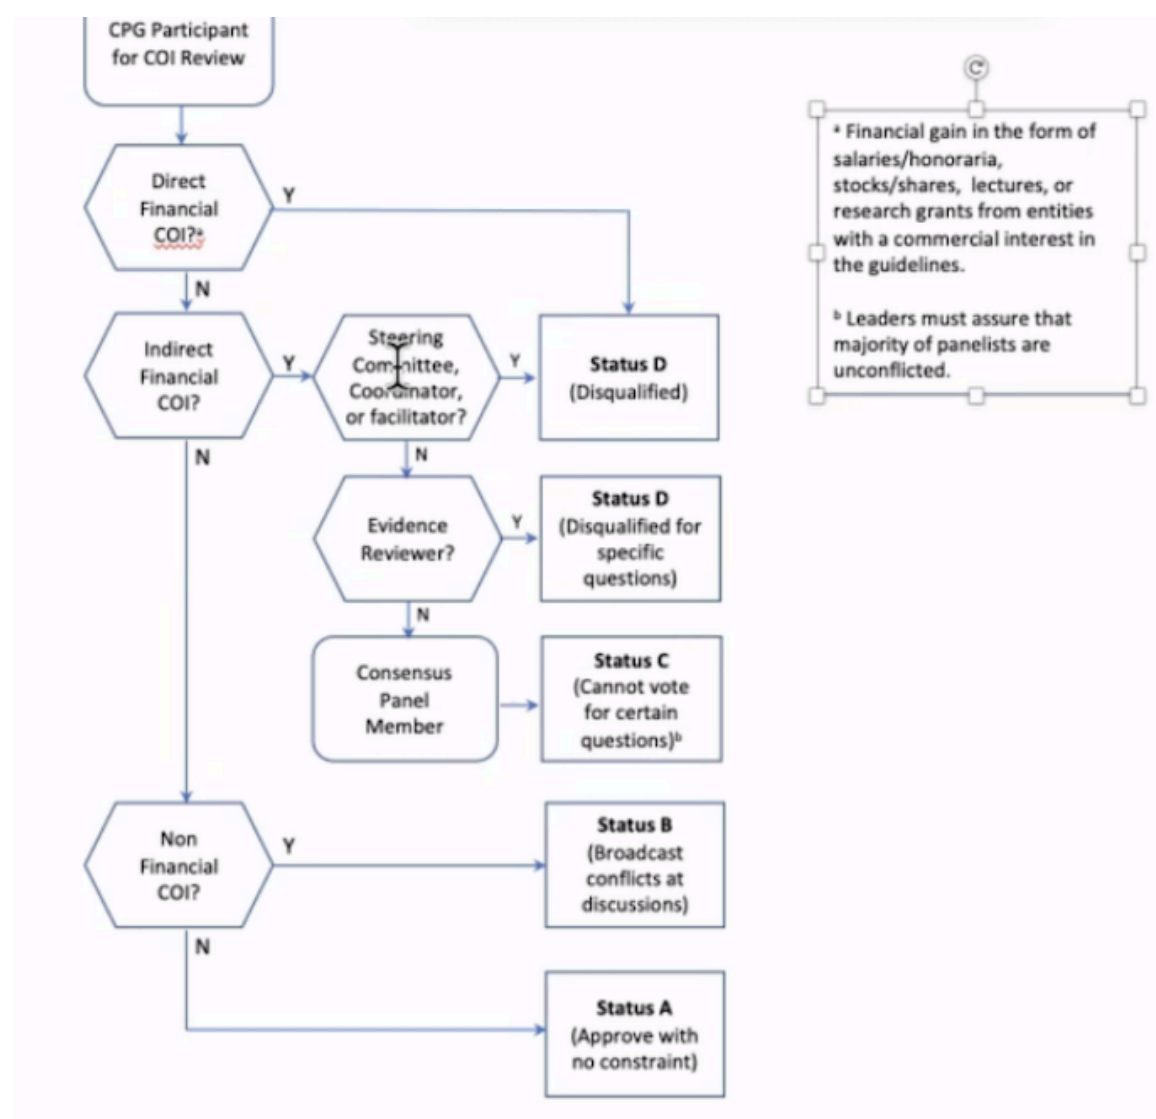 CPG Participant
for COI Review
Direct
Financial
COI?ᵃ
Y
N
Indirect
Financial
COI?
Y
N
Steering
Committee,
Coordinator,
or facilitator?
Y
N
Status D
(Disqualified)
Evidence
Reviewer?
Y
N
Status D
(Disqualified for
specific
questions)
Consensus
Panel
Member
Status C
(Cannot vote
for certain
questions)ᵇ
Non
Financial
COI?
Y
N
Status B
(Broadcast
conflicts at
discussions)
Status A
(Approve with
no constraint)
ᵃ Financial gain in the form of
salaries/honoraria,
stocks/shares, lectures, or
research grants from entities
with a commercial interest in
the guidelines.
ᵇ Leaders must assure that
majority of panelists are
unconflicted.